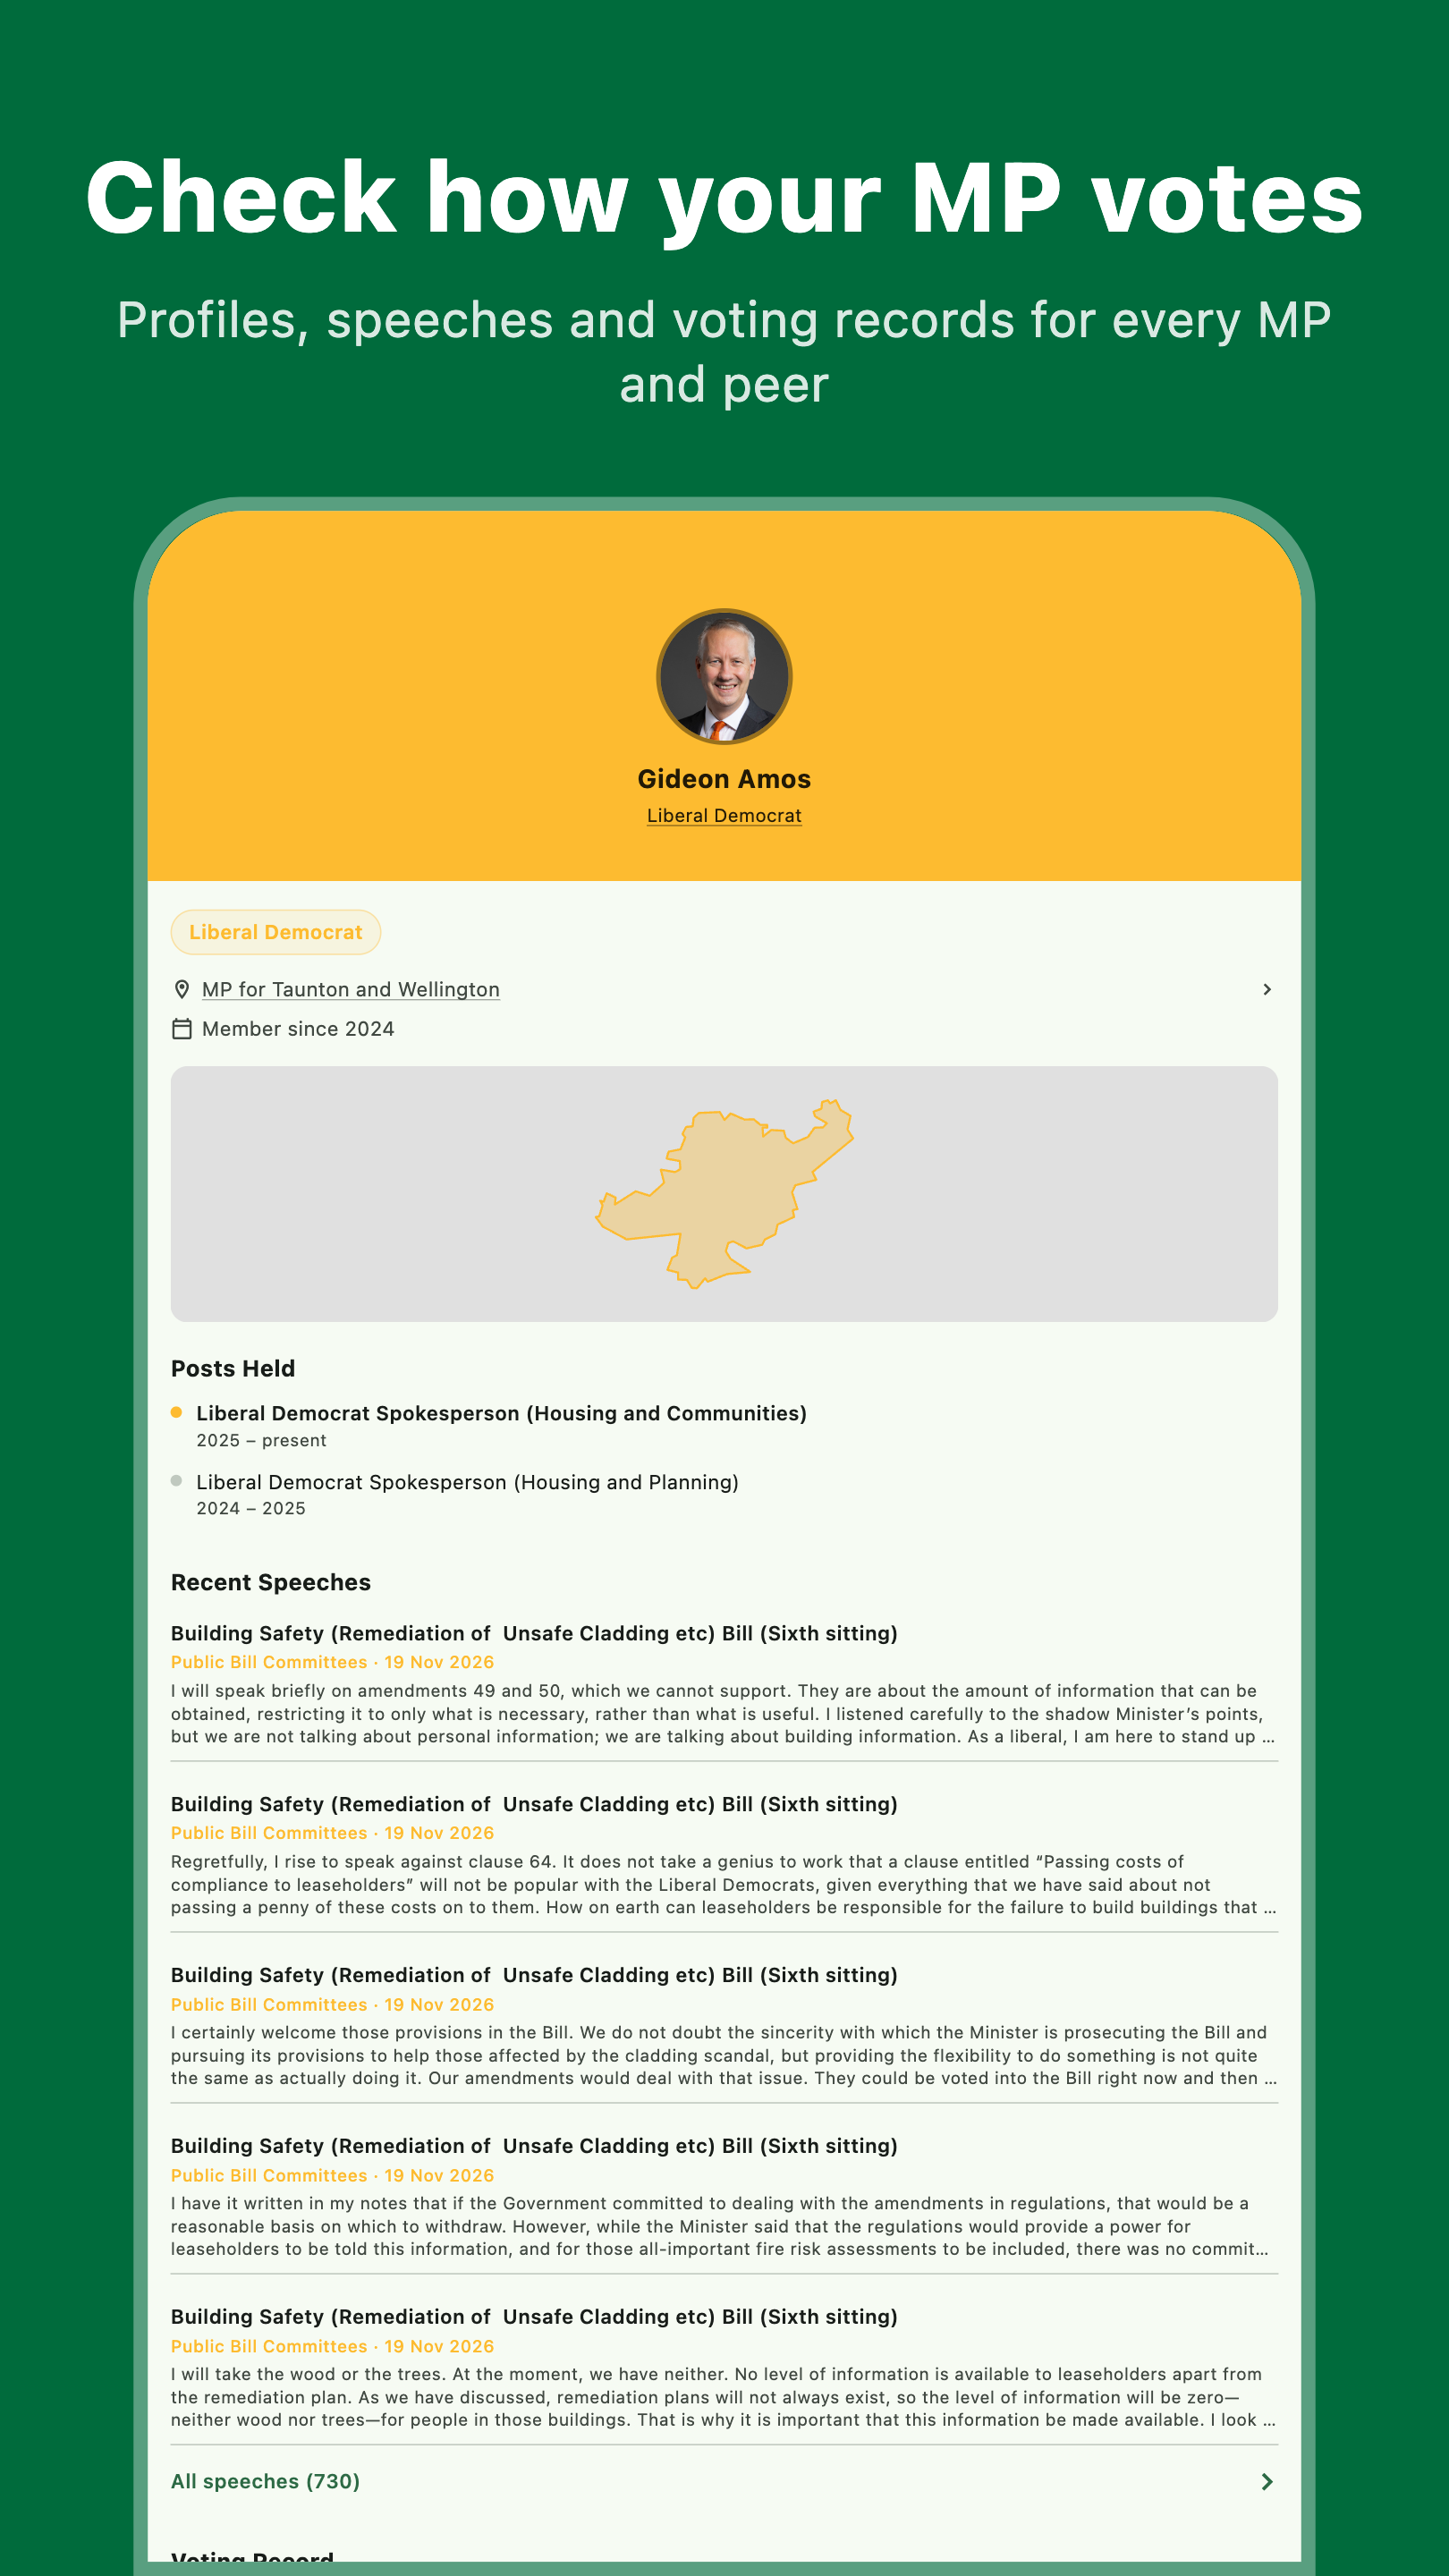 Check how your MP votes
Profiles, speeches and voting records for every MP
and peer
Gideon Amos
Liberal Democrat
Liberal Democrat
MP for Taunton and Wellington
Member since 2024
Posts Held
Liberal Democrat Spokesperson (Housing and Communities)
2025 – present
Liberal Democrat Spokesperson (Housing and Planning)
2024 – 2025
Recent Speeches
Building Safety (Remediation of  Unsafe Cladding etc) Bill (Sixth sitting)
Public Bill Committees · 19 Nov 2026
I will speak briefly on amendments 49 and 50, which we cannot support. They are about the amount of information that can be
obtained, restricting it to only what is necessary, rather than what is useful. I listened carefully to the shadow Minister’s points,
but we are not talking about personal information; we are talking about building information. As a liberal, I am here to stand up ...
Building Safety (Remediation of  Unsafe Cladding etc) Bill (Sixth sitting)
Public Bill Committees · 19 Nov 2026
Regretfully, I rise to speak against clause 64. It does not take a genius to work that a clause entitled “Passing costs of
compliance to leaseholders” will not be popular with the Liberal Democrats, given everything that we have said about not
passing a penny of these costs on to them. How on earth can leaseholders be responsible for the failure to build buildings that ...
Building Safety (Remediation of  Unsafe Cladding etc) Bill (Sixth sitting)
Public Bill Committees · 19 Nov 2026
I certainly welcome those provisions in the Bill. We do not doubt the sincerity with which the Minister is prosecuting the Bill and
pursuing its provisions to help those affected by the cladding scandal, but providing the flexibility to do something is not quite
the same as actually doing it. Our amendments would deal with that issue. They could be voted into the Bill right now and then ...
Building Safety (Remediation of  Unsafe Cladding etc) Bill (Sixth sitting)
Public Bill Committees · 19 Nov 2026
I have it written in my notes that if the Government committed to dealing with the amendments in regulations, that would be a
reasonable basis on which to withdraw. However, while the Minister said that the regulations would provide a power for
leaseholders to be told this information, and for those all-important fire risk assessments to be included, there was no commit...
Building Safety (Remediation of  Unsafe Cladding etc) Bill (Sixth sitting)
Public Bill Committees · 19 Nov 2026
I will take the wood or the trees. At the moment, we have neither. No level of information is available to leaseholders apart from
the remediation plan. As we have discussed, remediation plans will not always exist, so the level of information will be zero—
neither wood nor trees—for people in those buildings. That is why it is important that this information be made available. I look ...
All speeches (730)
Voting Record